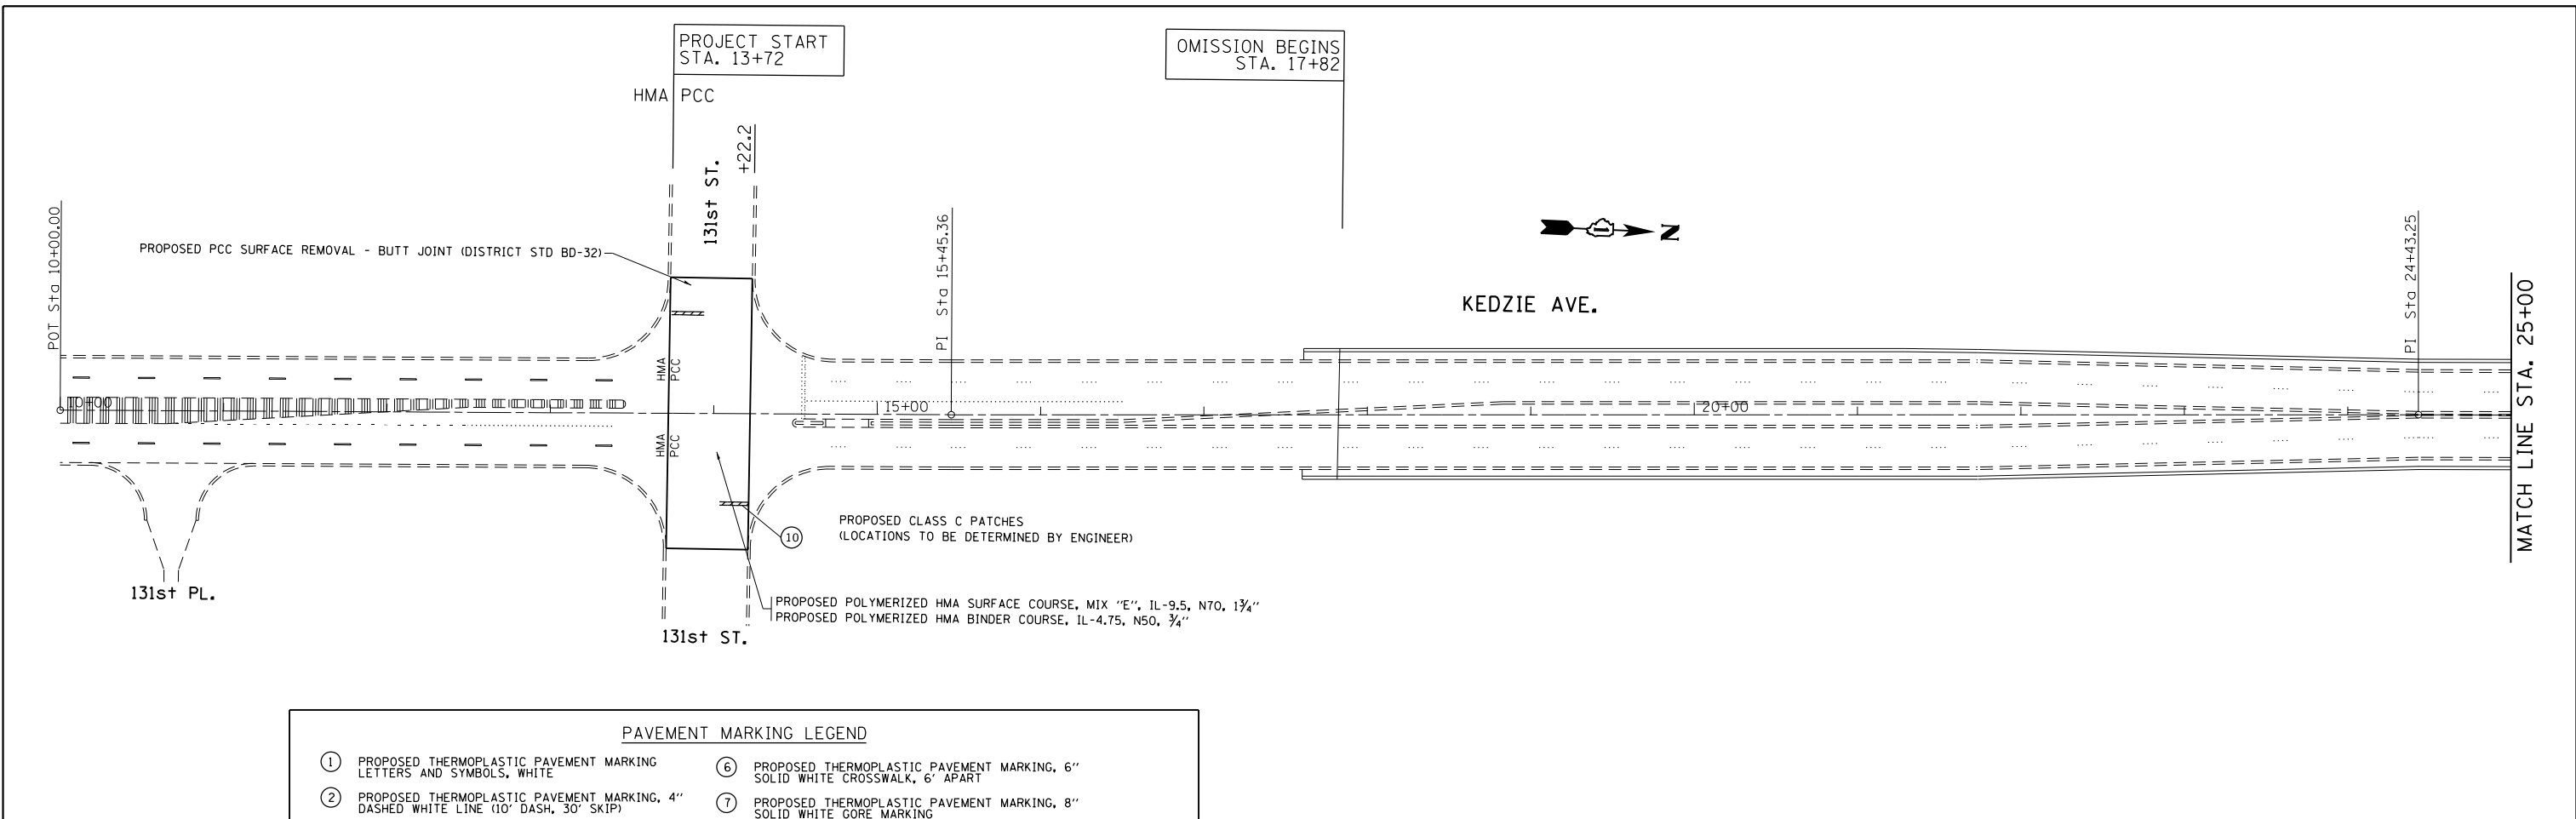 PROJECT START
STA. 13+72
OMISSION BEGINS
STA. 17+82
HMA PCC
131st ST.
+22.2
POT Sta 10+00.00
PROPOSED PCC SURFACE REMOVAL - BUTT JOINT (DISTRICT STD BD-32)
PI Sta 15+45.36
N
KEDZIE AVE.
PI Sta 24+43.25
MATCH LINE STA. 25+00
HMA
PCC
10+00
15+00
20+00
HMA
PCC
10
PROPOSED CLASS C PATCHES
(LOCATIONS TO BE DETERMINED BY ENGINEER)
131st PL.
PROPOSED POLYMERIZED HMA SURFACE COURSE, MIX "E", IL-9.5, N70, 1¾"
PROPOSED POLYMERIZED HMA BINDER COURSE, IL-4.75, N50, ¾"
131st ST.
PAVEMENT MARKING LEGEND
1 PROPOSED THERMOPLASTIC PAVEMENT MARKING
LETTERS AND SYMBOLS, WHITE
2 PROPOSED THERMOPLASTIC PAVEMENT MARKING, 4"
DASHED WHITE LINE (10' DASH, 30' SKIP)
6 PROPOSED THERMOPLASTIC PAVEMENT MARKING, 6"
SOLID WHITE CROSSWALK, 6' APART
7 PROPOSED THERMOPLASTIC PAVEMENT MARKING, 8"
SOLID WHITE GORE MARKING